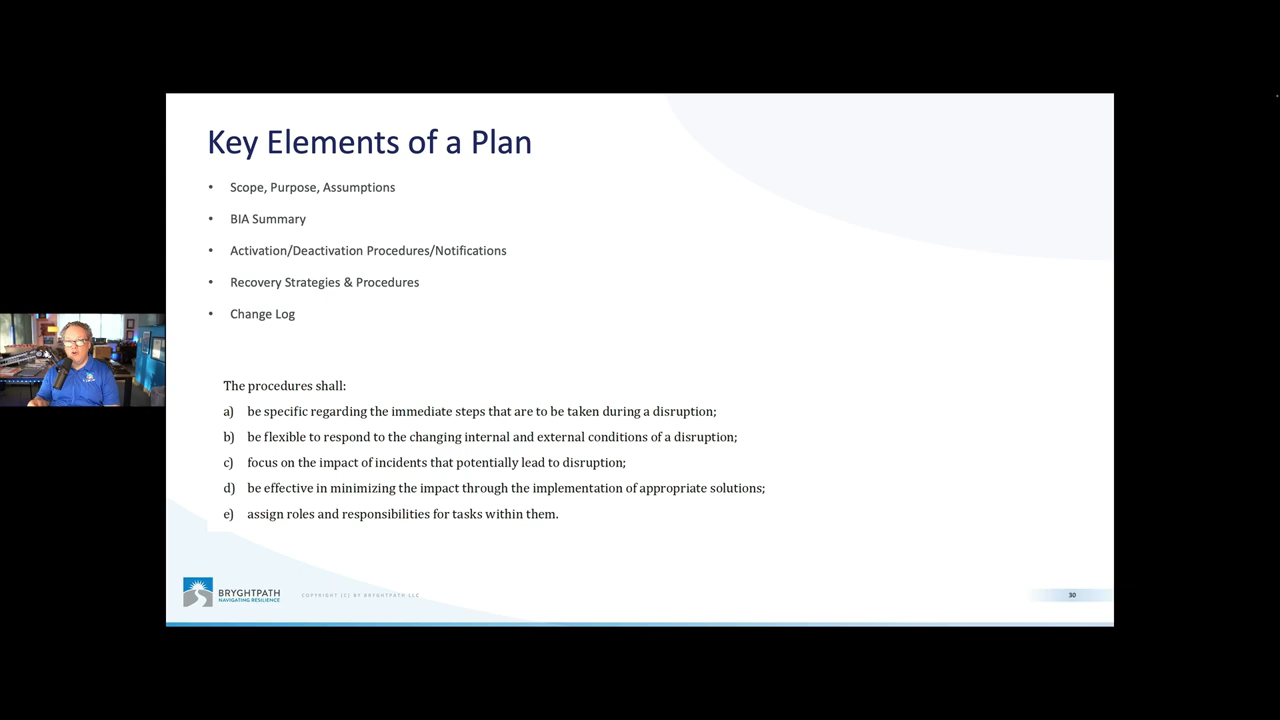 Key Elements of a Plan
• Scope, Purpose, Assumptions
• BIA Summary
• Activation/Deactivation Procedures/Notifications
• Recovery Strategies & Procedures
• Change Log
The procedures shall:
a) be specific regarding the immediate steps that are to be taken during a disruption;
b) be flexible to respond to the changing internal and external conditions of a disruption;
c) focus on the impact of incidents that potentially lead to disruption;
d) be effective in minimizing the impact through the implementation of appropriate solutions;
e) assign roles and responsibilities for tasks within them.
BRYGHTPATH
NAVIGATING RESILIENCE
COPYRIGHT (C) BY BRYGHTPATH LLC
30